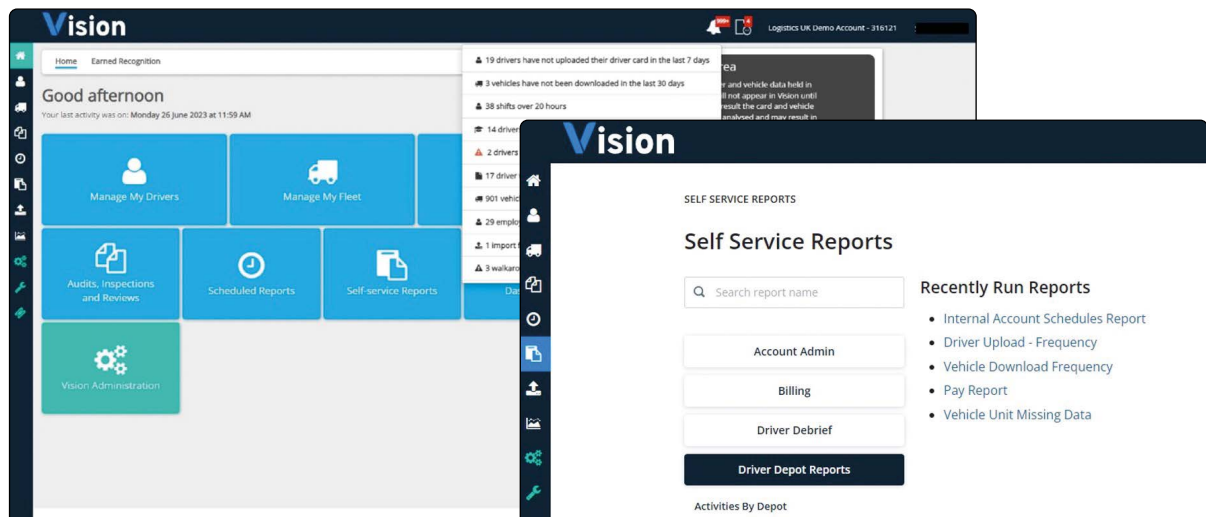 Vision
200+
4
Logistics UK Demo Account - 316121
Home Earned Recognition
Good afternoon
Your last activity was on: Monday 26 June 2023 at 11:59 AM
19 drivers have not uploaded their driver card in the last 7 days
3 vehicles have not been downloaded in the last 30 days
38 shifts over 20 hours
14 drivers
2 drivers
17 driver
901 vehic
29 employ
1 import f
3 walkaro
and vehicle data held in
not appear in Vision until
result the card and vehicle
analysed and may result in
Manage My Drivers
Manage My Fleet
Audits, Inspections
and Reviews
Scheduled Reports
Self-service Reports
Das
Vision Administration
Vision
SELF SERVICE REPORTS
Self Service Reports
Search report name
Account Admin
Billing
Driver Debrief
Driver Depot Reports
Activities By Depot
Recently Run Reports
Internal Account Schedules Report
Driver Upload - Frequency
Vehicle Download Frequency
Pay Report
Vehicle Unit Missing Data